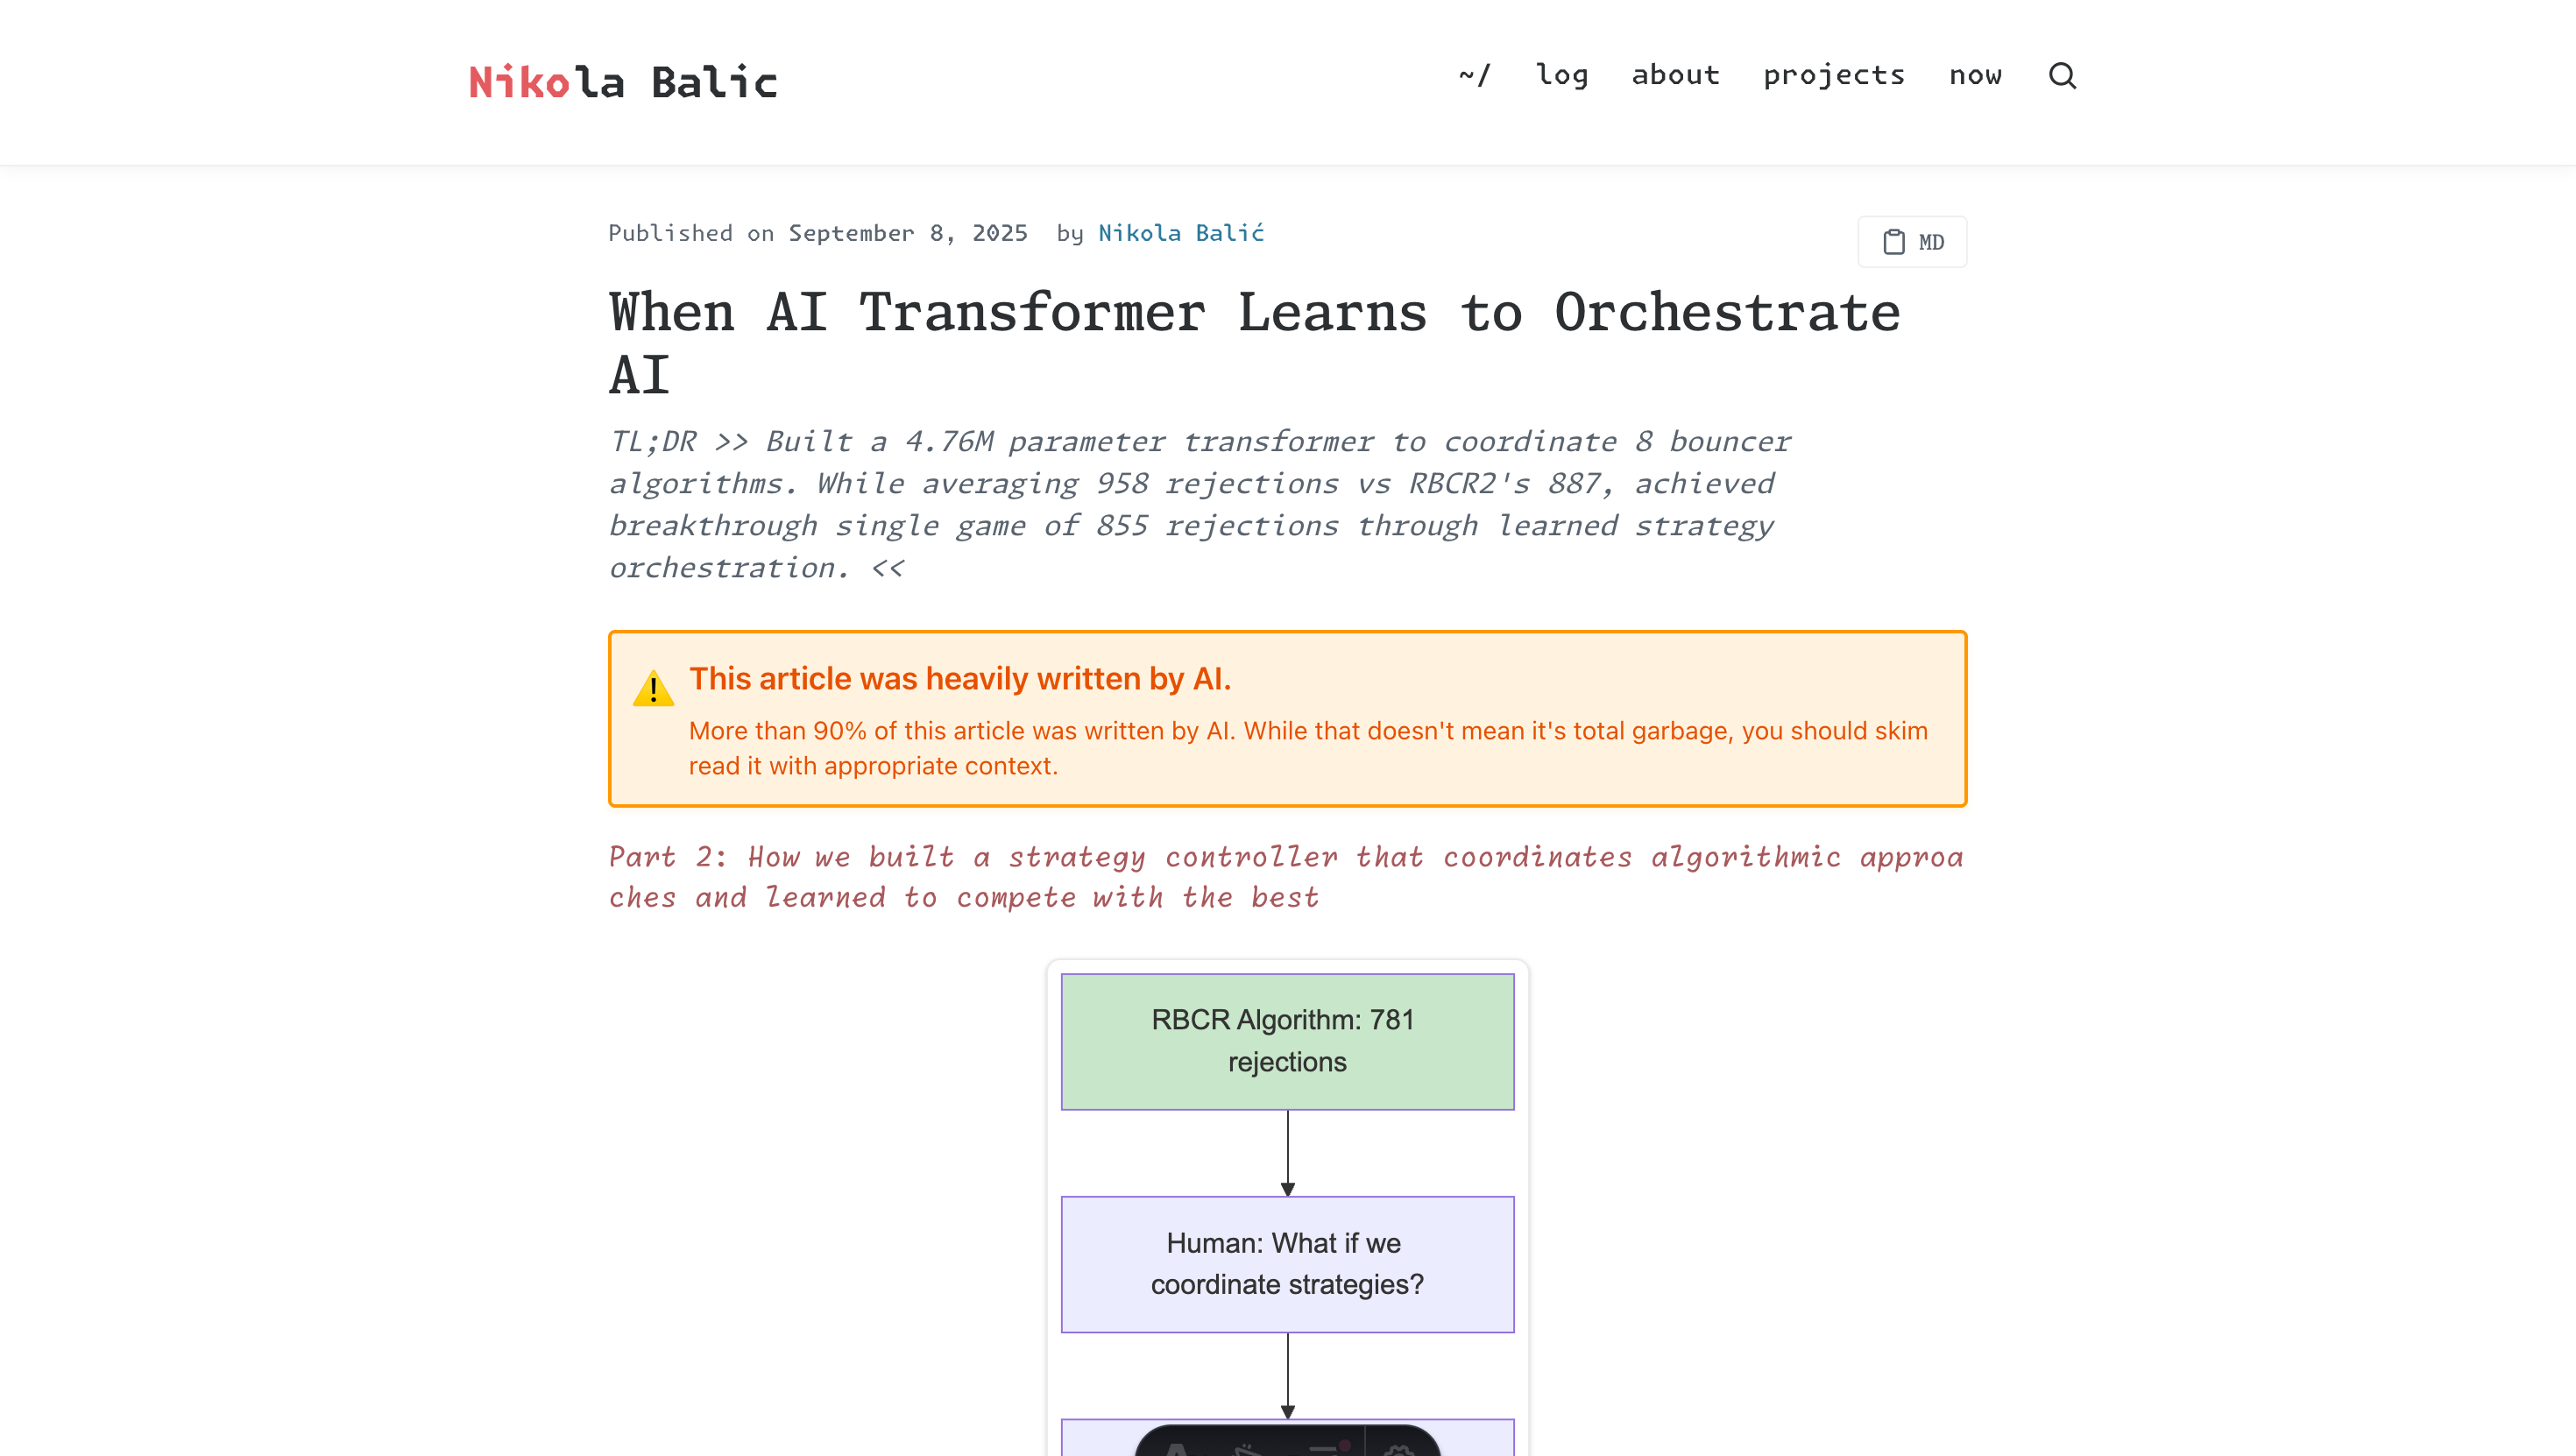 Nikola Balic
~/ log about projects now
Published on September 8, 2025 by Nikola Balić
MD
When AI Transformer Learns to Orchestrate
AI
TL;DR >> Built a 4.76M parameter transformer to coordinate 8 bouncer
algorithms. While averaging 958 rejections vs RBCR2's 887, achieved
breakthrough single game of 855 rejections through learned strategy
orchestration. <<
This article was heavily written by AI.
More than 90% of this article was written by AI. While that doesn't mean it's total garbage, you should skim
read it with appropriate context.
Part 2: How we built a strategy controller that coordinates algorithmic approa
ches and learned to compete with the best
RBCR Algorithm: 781
rejections
Human: What if we
coordinate strategies?